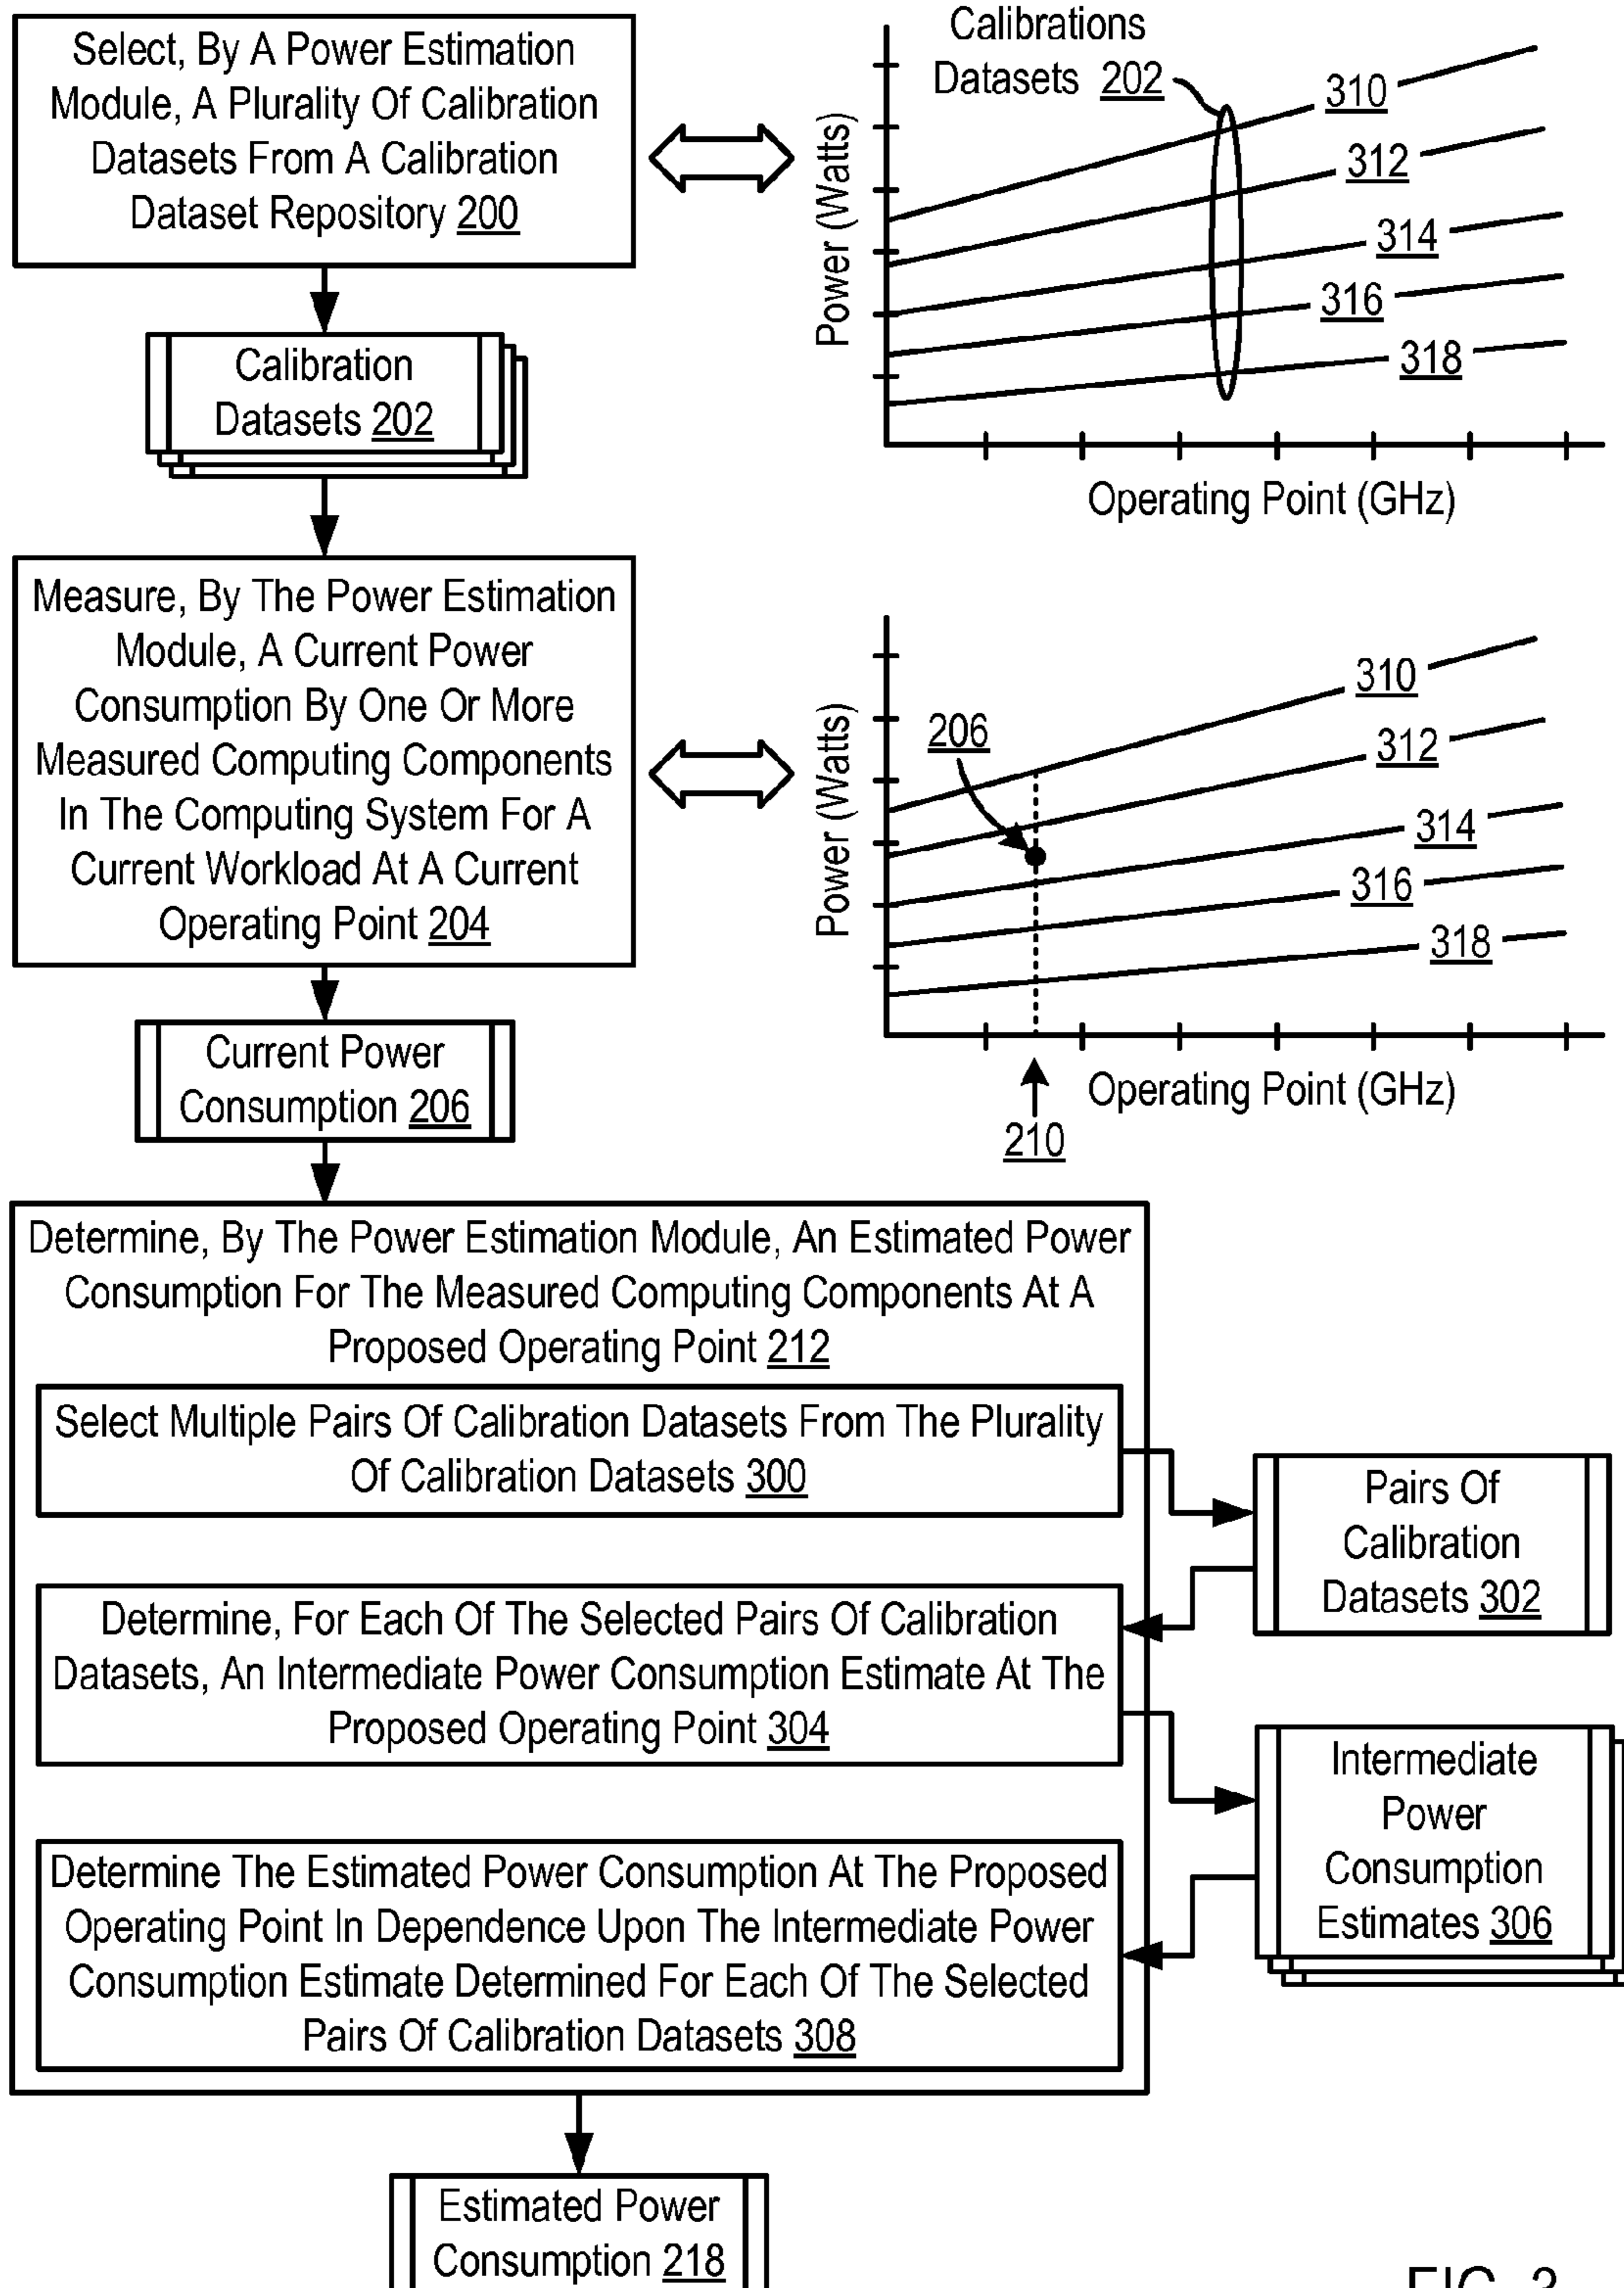 Select, By A Power Estimation
Module, A Plurality Of Calibration
Datasets From A Calibration
Dataset Repository 200
Calibrations
Datasets 202
310
312
314
316
318
Power (Watts)
Operating Point (GHz)
Calibration
Datasets 202
Measure, By The Power Estimation
Module, A Current Power
Consumption By One Or More
Measured Computing Components
In The Computing System For A
Current Workload At A Current
Operating Point 204
206
310
312
314
316
318
Power (Watts)
Operating Point (GHz)
210
Current Power
Consumption 206
Determine, By The Power Estimation Module, An Estimated Power
Consumption For The Measured Computing Components At A
Proposed Operating Point 212
Select Multiple Pairs Of Calibration Datasets From The Plurality
Of Calibration Datasets 300
Pairs Of
Calibration
Datasets 302
Determine, For Each Of The Selected Pairs Of Calibration
Datasets, An Intermediate Power Consumption Estimate At The
Proposed Operating Point 304
Intermediate
Power
Consumption
Estimates 306
Determine The Estimated Power Consumption At The Proposed
Operating Point In Dependence Upon The Intermediate Power
Consumption Estimate Determined For Each Of The Selected
Pairs Of Calibration Datasets 308
Estimated Power
Consumption 218